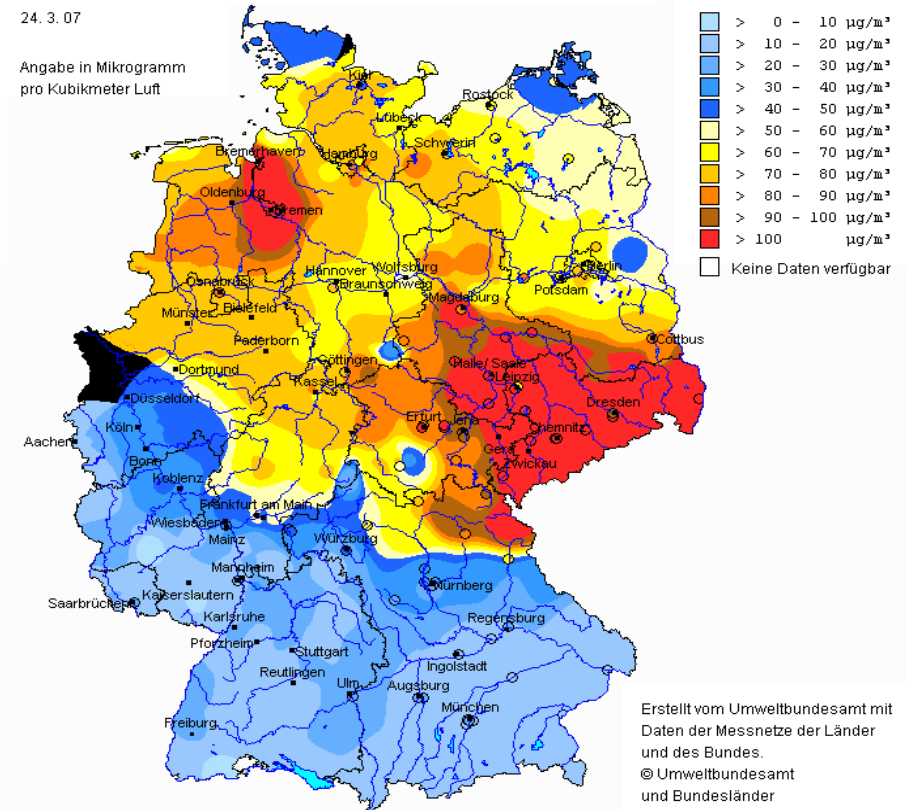 24. 3. 07
Angabe in Mikrogramm
pro Kubikmeter Luft
> 0 - 10 µg/m³
> 10 - 20 µg/m³
> 20 - 30 µg/m³
> 30 - 40 µg/m³
> 40 - 50 µg/m³
> 50 - 60 µg/m³
> 60 - 70 µg/m³
> 70 - 80 µg/m³
> 80 - 90 µg/m³
> 90 - 100 µg/m³
> 100 µg/m³
Keine Daten verfügbar
Kiel
Rostock
Lübeck
Schwerin
Bremerhaven
Hamburg
Oldenburg
Bremen
Berlin
Potsdam
Hannover
Wolfsburg
Braunschweig
Osnabrück
Magdeburg
Münster
Bielefeld
Paderborn
Cottbus
Göttingen
Halle/ Saale
Leipzig
Dortmund
Kassel
Düsseldorf
Dresden
Köln
Erfurt
Jena
Chemnitz
Aachen
Gera
Bonn
Zwickau
Koblenz
Frankfurt am Main
Wiesbaden
Mainz
Würzburg
Mannheim
Nürnberg
Kaiserslautern
Saarbrücken
Karlsruhe
Regensburg
Pforzheim
Stuttgart
Ingolstadt
Reutlingen
Ulm
Augsburg
München
Freiburg
Erstellt vom Umweltbundesamt mit
Daten der Messnetze der Länder
und des Bundes.
© Umweltbundesamt
und Bundesländer